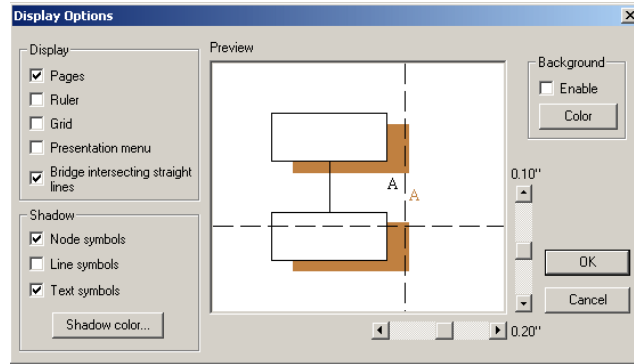 Display Options
Display
Pages
Ruler
Grid
Presentation menu
Bridge intersecting straight
lines
Shadow
Node symbols
Line symbols
Text symbols
Shadow color...
Preview
A
A
0.20"
Background
Enable
Color
0.10"
OK
Cancel